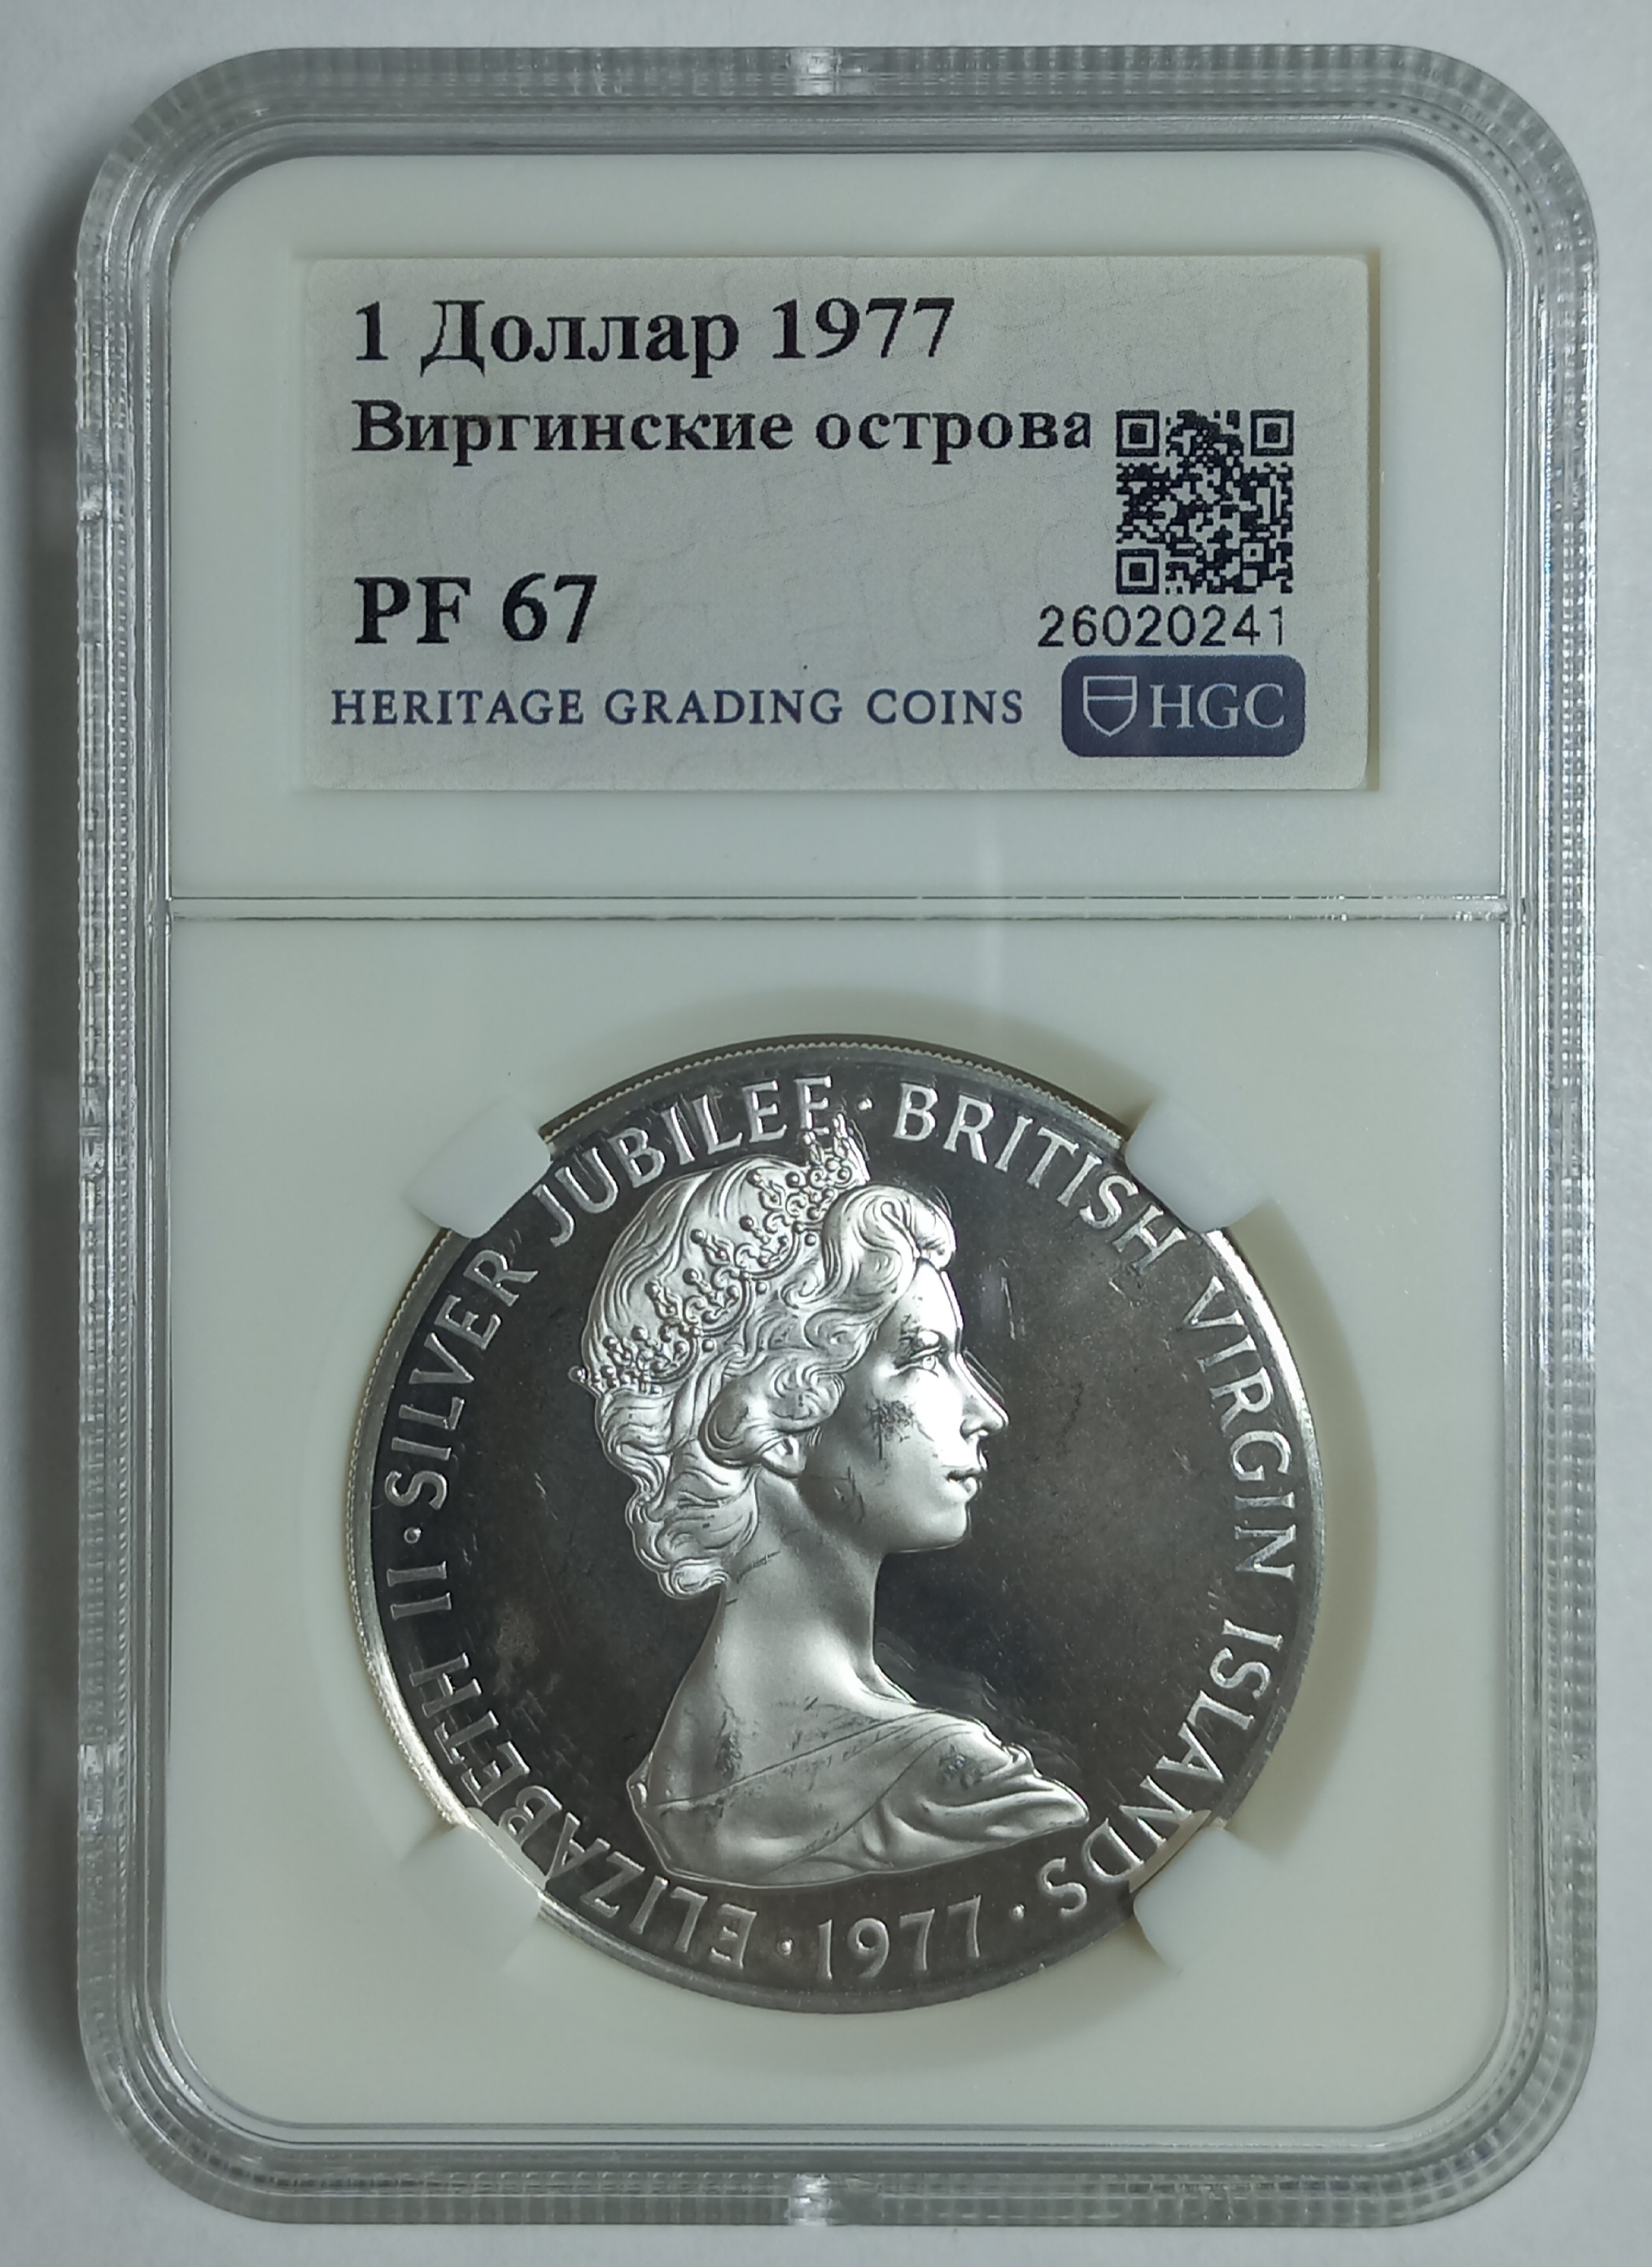 1 Доллар 1977
Виргинские острова
PF 67
26020241
HERITAGE GRADING COINS HGC
ELIZABETH II · SILVER JUBILEE · BRITISH VIRGIN ISLANDS · 1977 ·